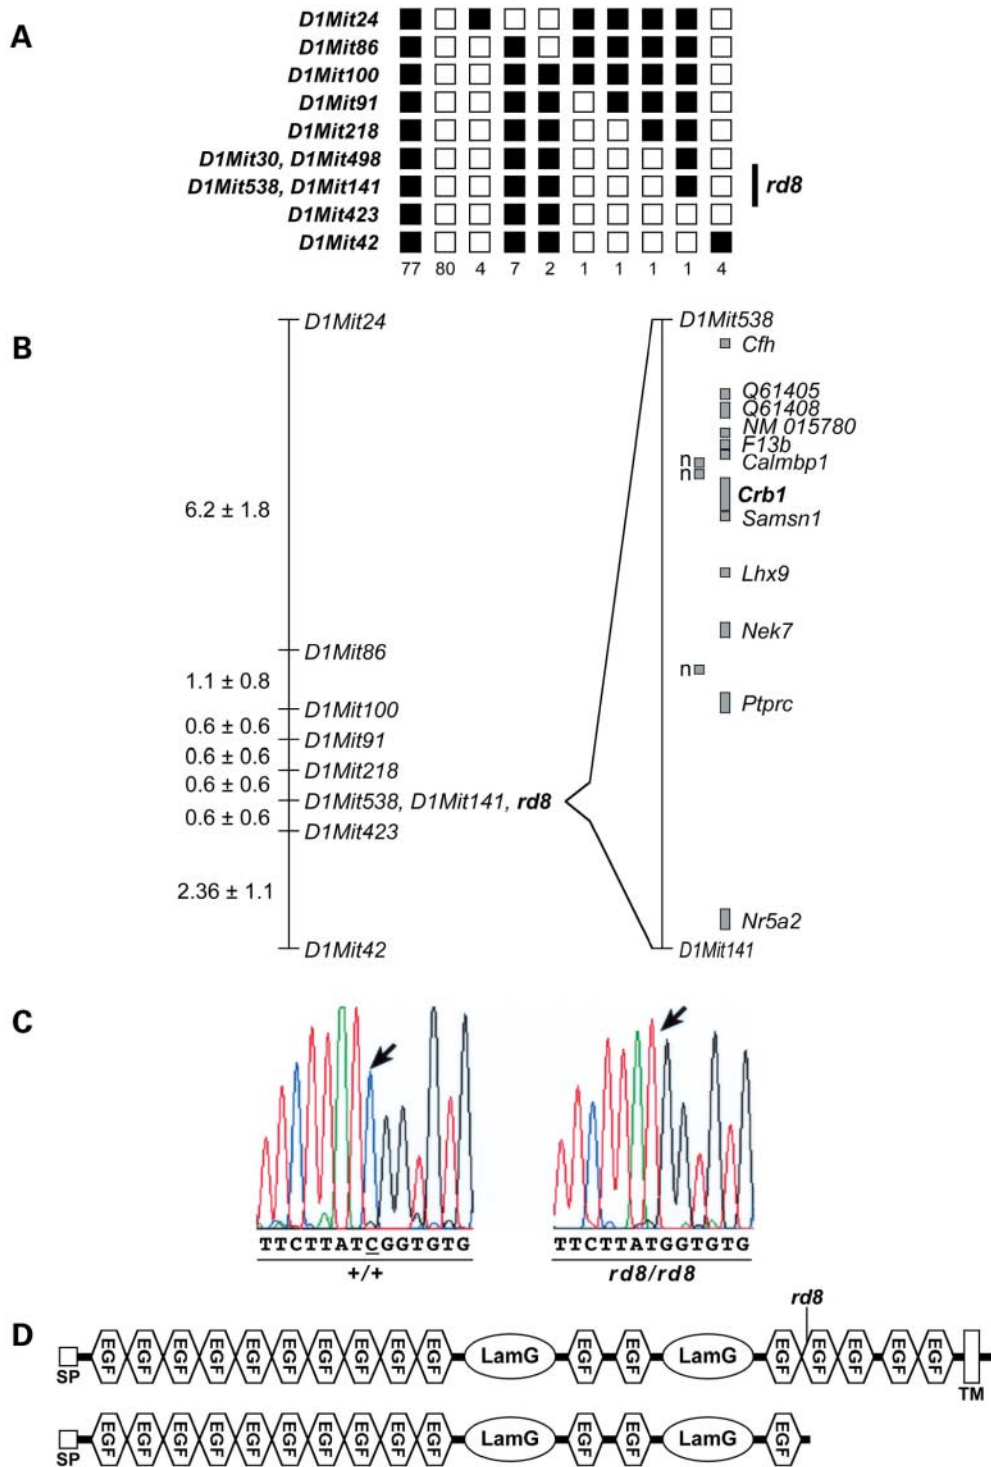 A
D1Mit24
D1Mit86
D1Mit100
D1Mit91
D1Mit218
D1Mit30, D1Mit498
D1Mit538, D1Mit141
rd8
D1Mit423
D1Mit42
77 80 4 7 2 1 1 1 1 4
B
D1Mit24
6.2 ± 1.8
D1Mit86
1.1 ± 0.8
D1Mit100
0.6 ± 0.6
D1Mit91
0.6 ± 0.6
D1Mit218
0.6 ± 0.6
D1Mit538, D1Mit141, rd8
0.6 ± 0.6
D1Mit423
2.36 ± 1.1
D1Mit42
D1Mit538
Cfh
Q61405
Q61408
NM 015780
F13b
n
Calmbp1
n
Crb1
Samsn1
Lhx9
Nek7
n
Ptprc
Nr5a2
D1Mit141
C
TTCTTATCGGTGTG
+/+
TTCTTATGGTGTG
rd8/rd8
D
rd8
SP EGF EGF EGF EGF EGF EGF EGF EGF EGF EGF LamG EGF EGF LamG EGF EGF EGF EGF EGF TM
SP EGF EGF EGF EGF EGF EGF EGF EGF EGF EGF LamG EGF EGF LamG EGF